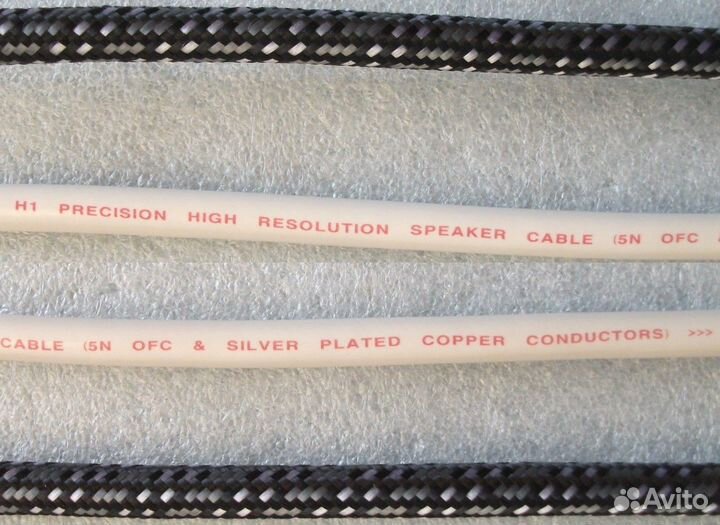 H1 PRECISION HIGH RESOLUTION SPEAKER CABLE (5N OFC &
CABLE (5N OFC & SILVER PLATED COPPER CONDUCTORS) >>>
Avito